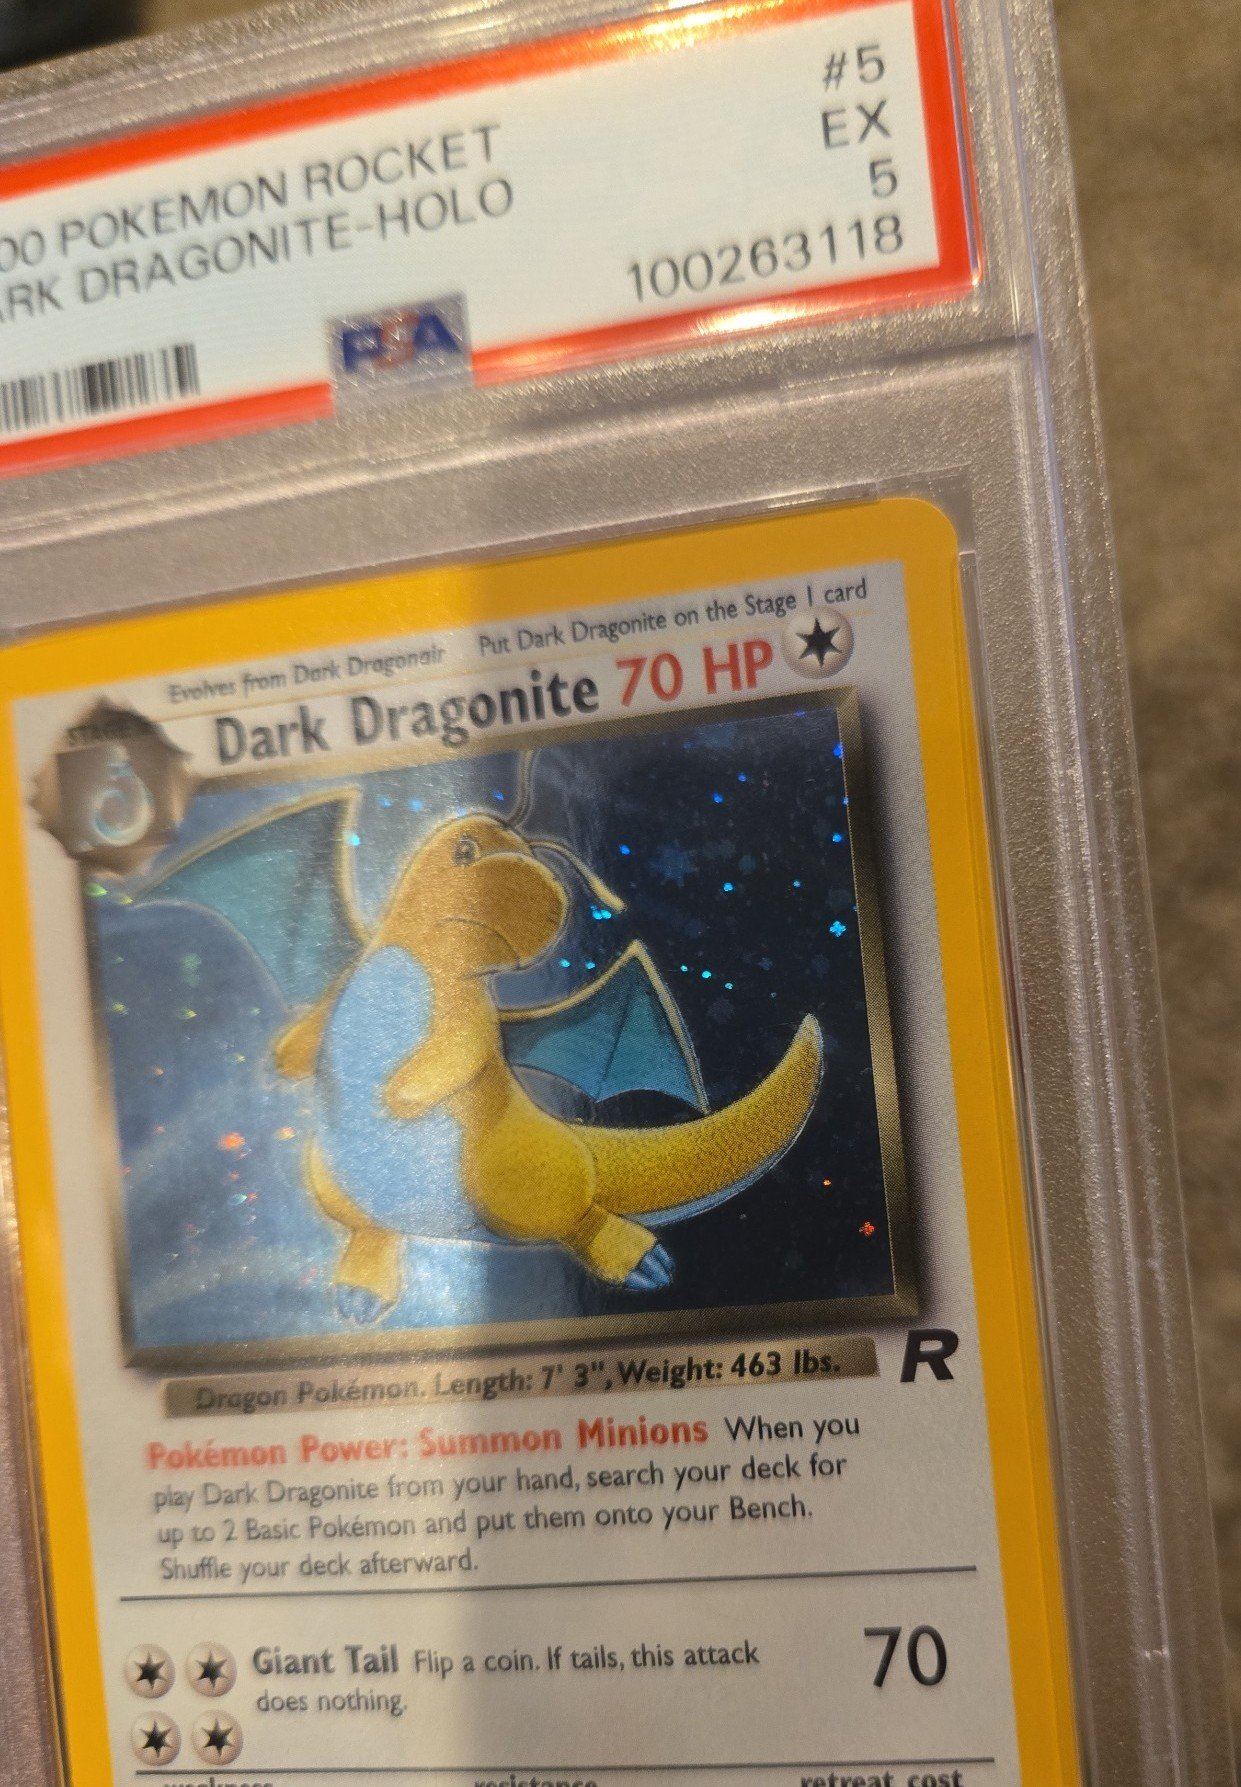 #5
00 POKEMON ROCKET
EX
ARK DRAGONITE-HOLO
5
100263118
PSA
Evolves from Dark Dragonair Put Dark Dragonite on the Stage 1 card
STAGE
Dark Dragonite 70 HP
Dragon Pokémon. Length: 7' 3", Weight: 463 lbs.
R
Pokémon Power: Summon Minions When you
play Dark Dragonite from your hand, search your deck for
up to 2 Basic Pokémon and put them onto your Bench.
Shuffle your deck afterward.
Giant Tail Flip a coin. If tails, this attack
does nothing.
70
weakness resistance retreat cost